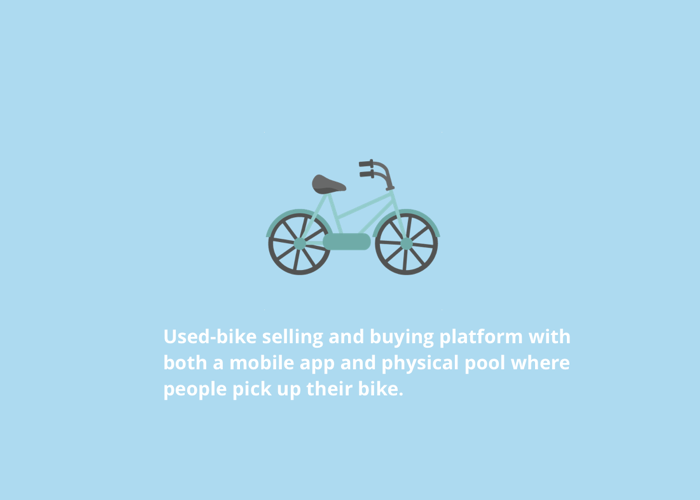 Used-bike selling and buying platform with
both a mobile app and physical pool where
people pick up their bike.